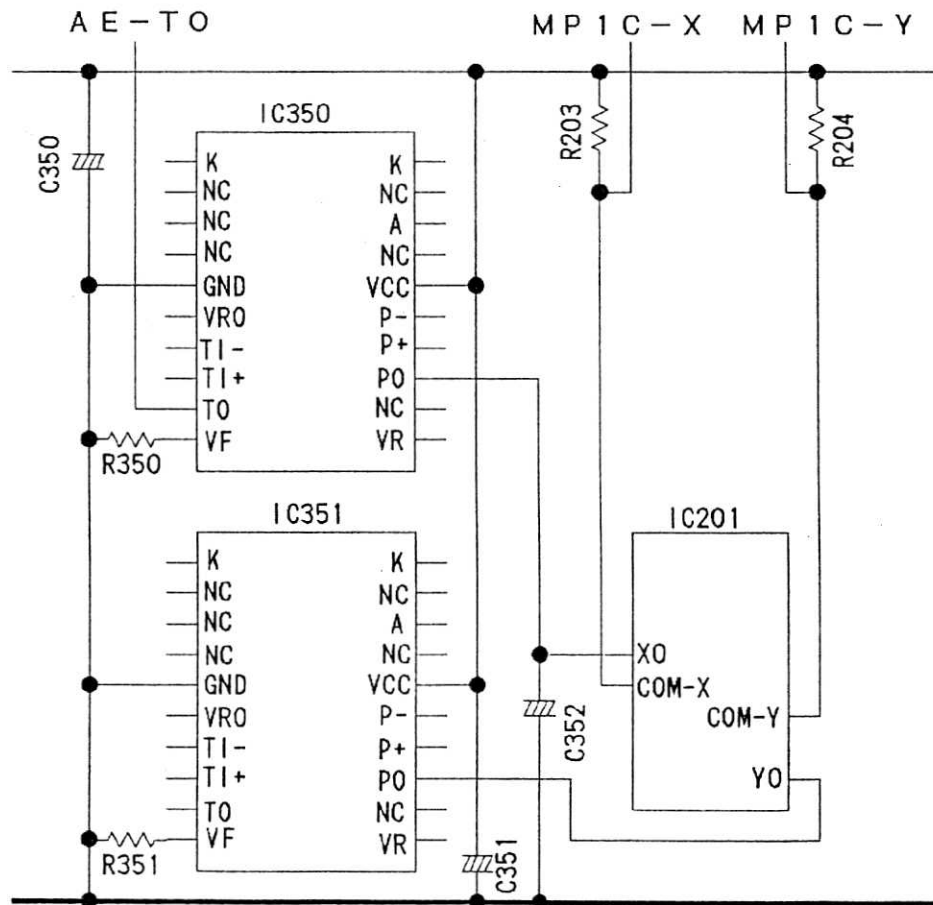 AE-TO
MP1C-X
MP1C-Y
R203
R204
C350
IC350
K
NC
NC
NC
GND
VRO
TI-
TI+
TO
VF
K
NC
A
NC
VCC
P-
P+
PO
NC
VR
R350
IC351
K
NC
NC
NC
GND
VRO
TI-
TI+
TO
VF
K
NC
A
NC
VCC
P-
P+
PO
NC
VR
R351
C351
C352
IC201
XO
COM-X
COM-Y
YO